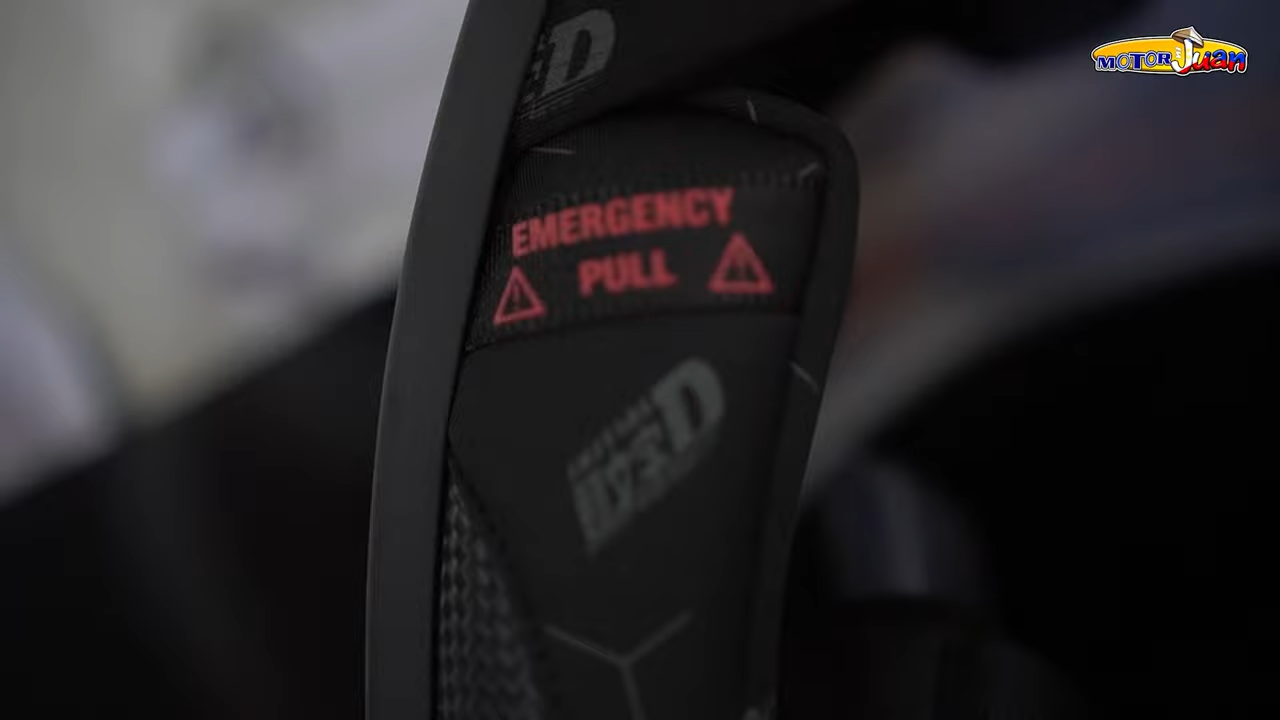 MOTOR Juan
D
EMERGENCY
PULL
D